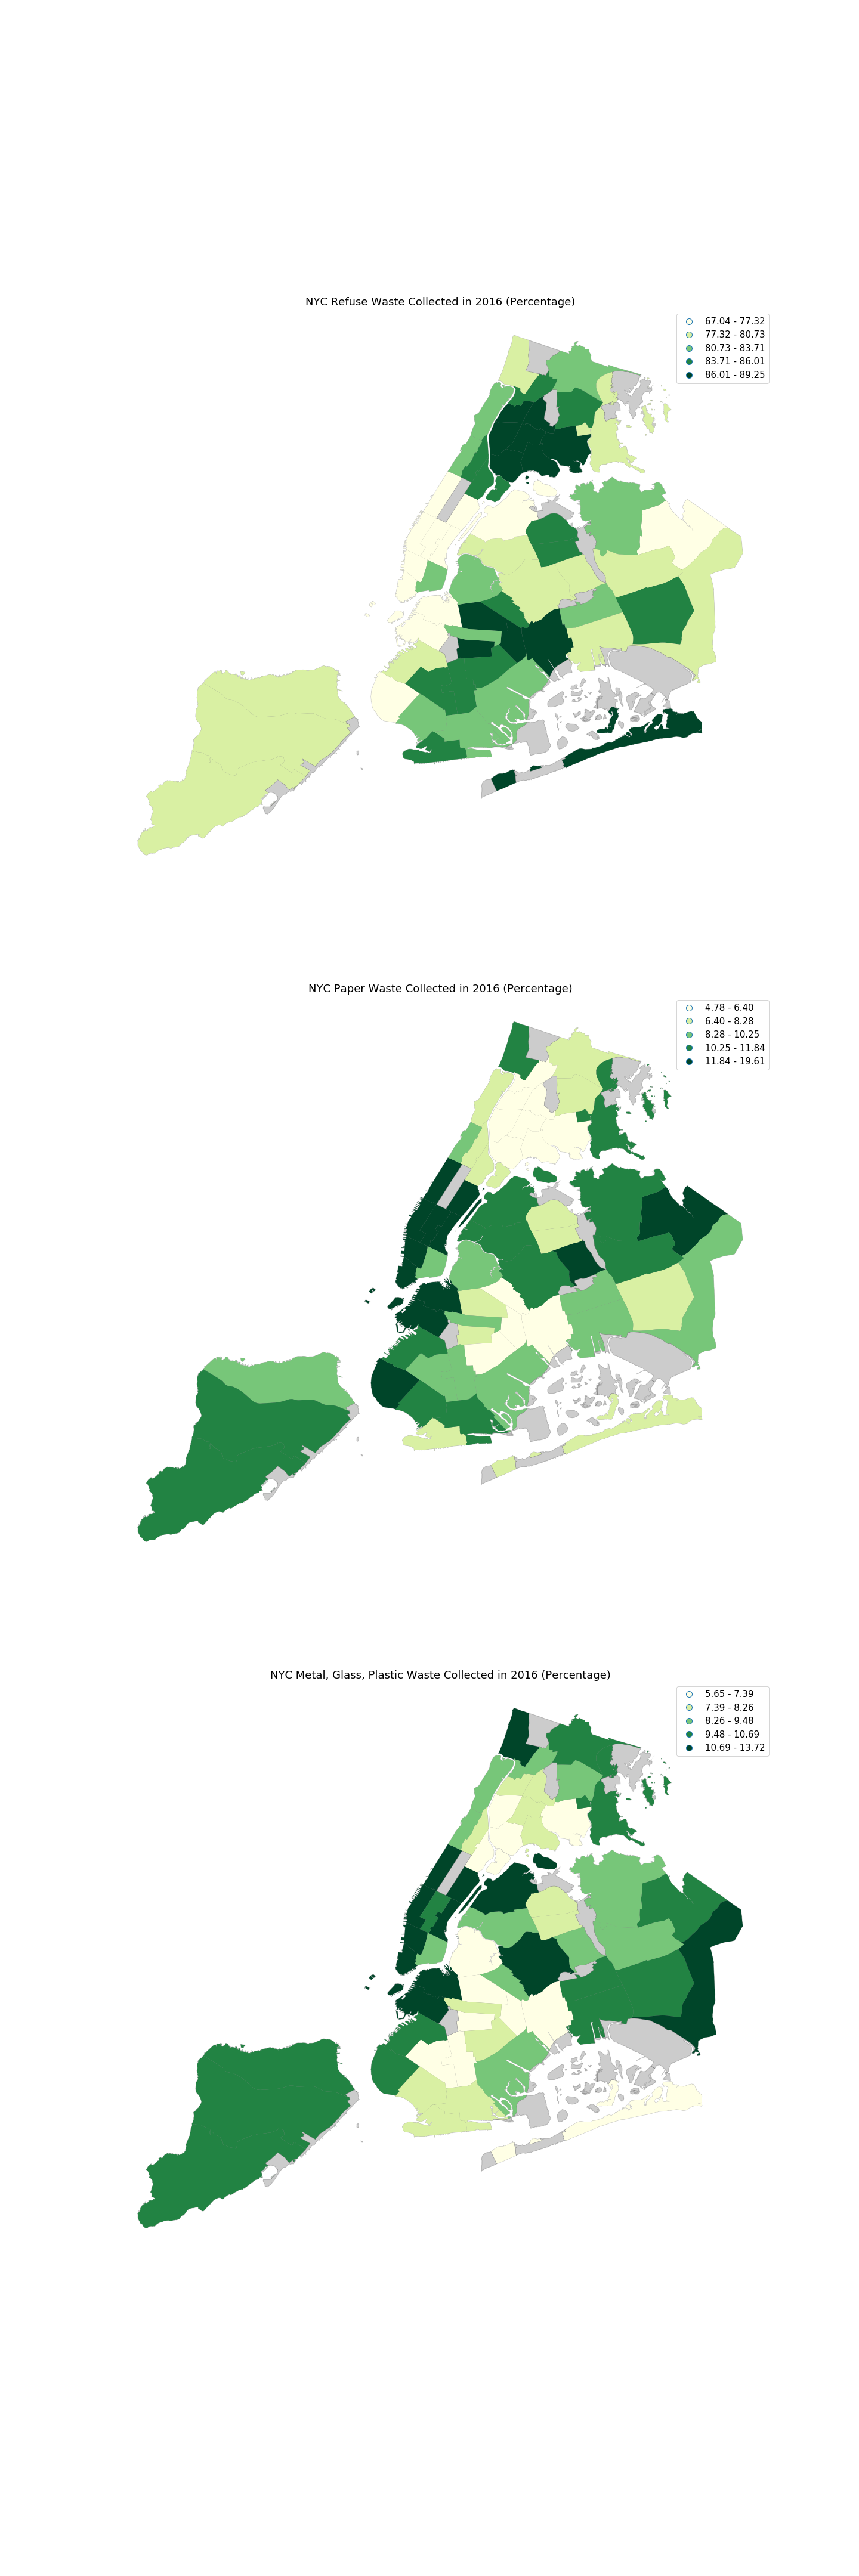 NYC Refuse Waste Collected in 2016 (Percentage)
67.04 - 77.32
77.32 - 80.73
80.73 - 83.71
83.71 - 86.01
86.01 - 89.25
NYC Paper Waste Collected in 2016 (Percentage)
4.78 - 6.40
6.40 - 8.28
8.28 - 10.25
10.25 - 11.84
11.84 - 19.61
NYC Metal, Glass, Plastic Waste Collected in 2016 (Percentage)
5.65 - 7.39
7.39 - 8.26
8.26 - 9.48
9.48 - 10.69
10.69 - 13.72